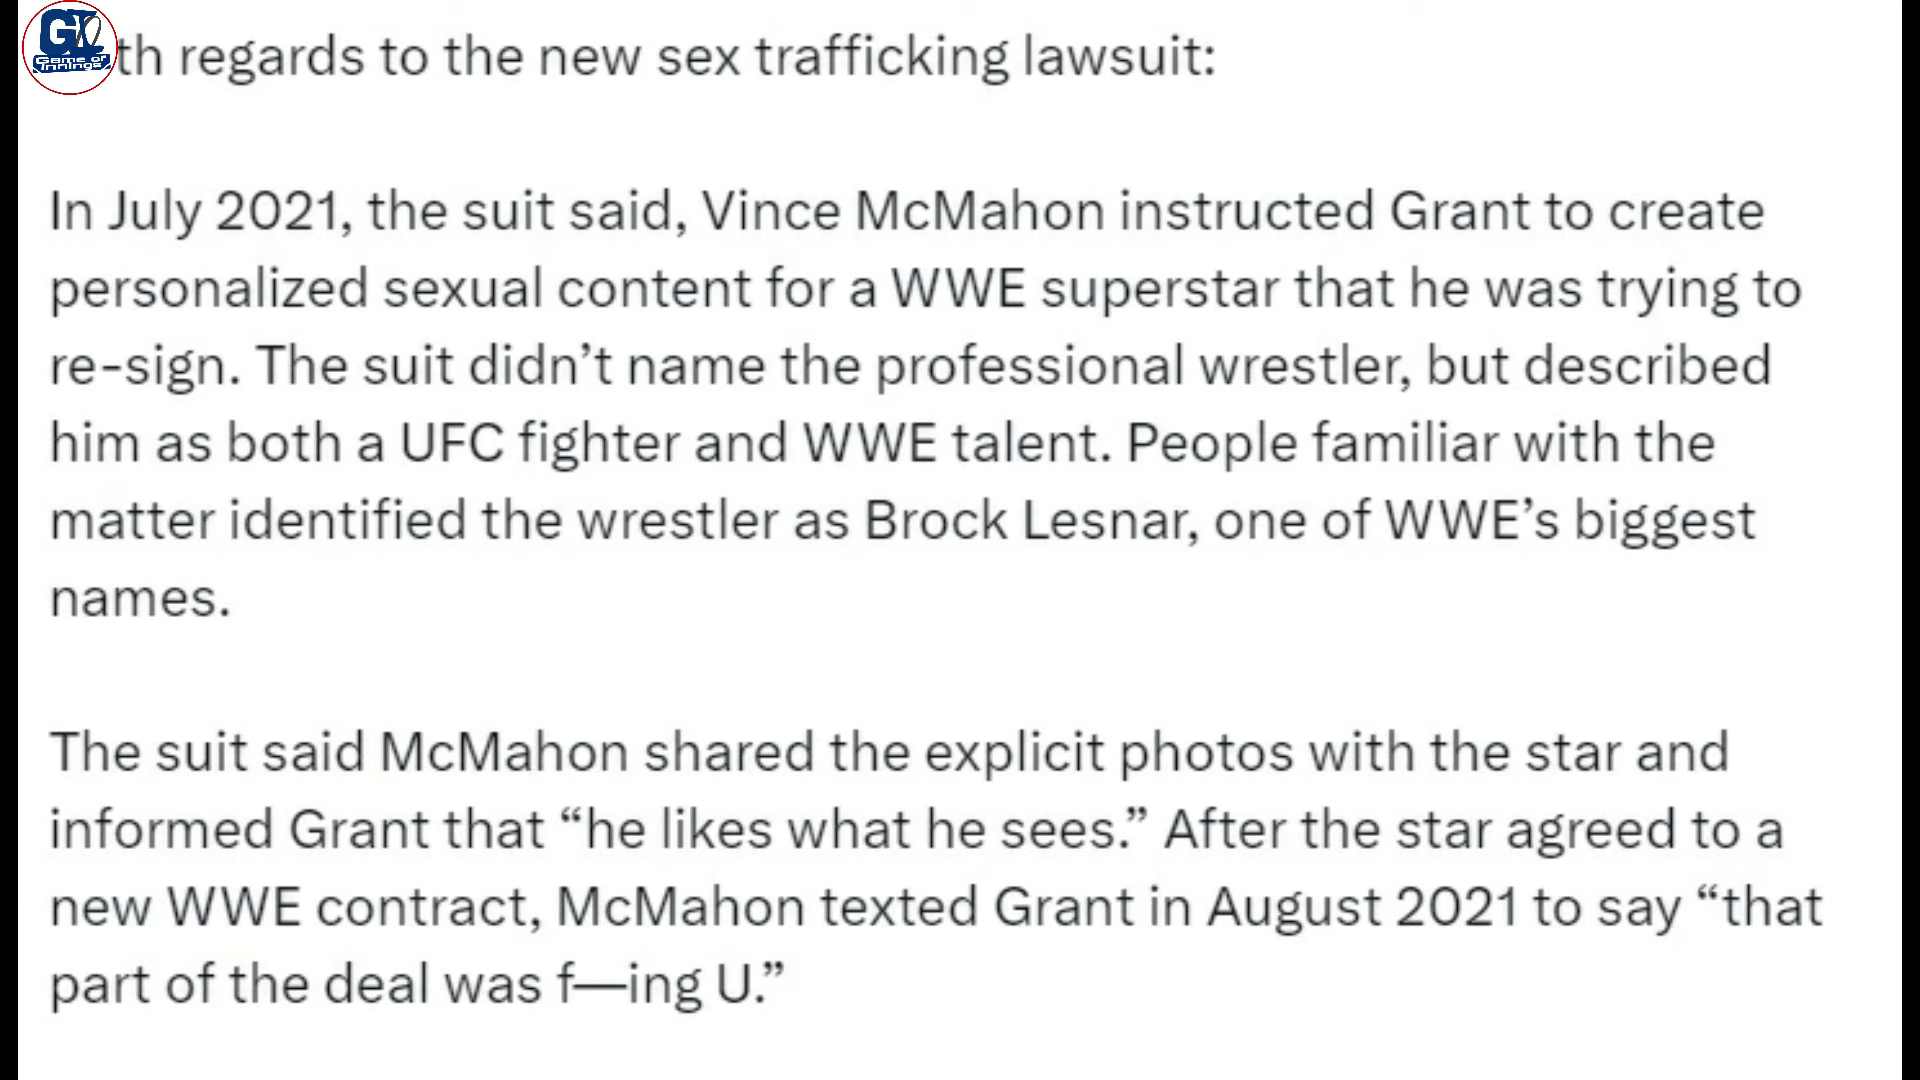 GI
Game of
Innings
th regards to the new sex trafficking lawsuit:
In July 2021, the suit said, Vince McMahon instructed Grant to create
personalized sexual content for a WWE superstar that he was trying to
re-sign. The suit didn’t name the professional wrestler, but described
him as both a UFC fighter and WWE talent. People familiar with the
matter identified the wrestler as Brock Lesnar, one of WWE’s biggest
names.
The suit said McMahon shared the explicit photos with the star and
informed Grant that “he likes what he sees.” After the star agreed to a
new WWE contract, McMahon texted Grant in August 2021 to say “that
part of the deal was f—ing U.”